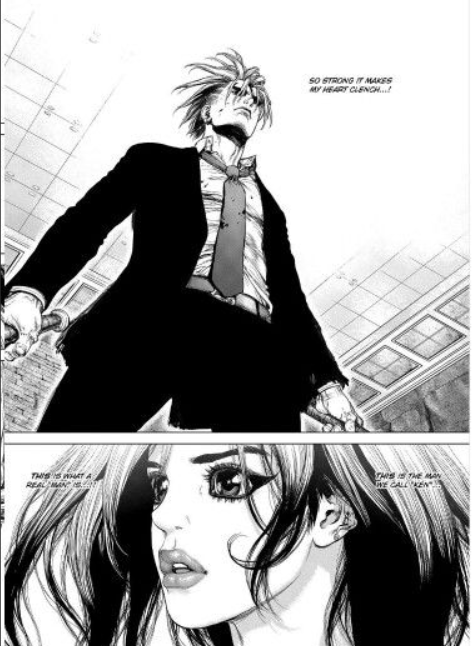 SO STRONG IT MAKES
MY HEART CLENCH...!
THIS IS WHAT A
REAL "MAN" IS...!!
THIS IS THE MAN
WE CALL "KEN"...